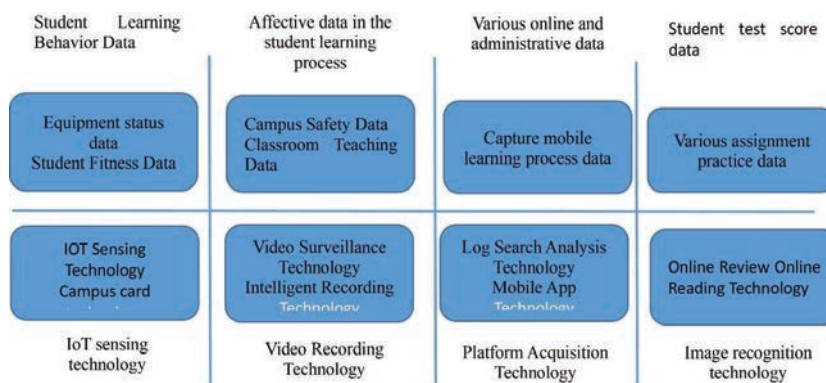 Student Learning
Behavior Data
Affective data in the
student learning
process
Various online and
administrative data
Student test score
data
Equipment status
data
Student Fitness Data
Campus Safety Data
Classroom Teaching
Data
Capture mobile
learning process data
Various assignment
practice data
IOT Sensing
Technology
Campus card
Video Surveillance
Technology
Intelligent Recording
Technology
Log Search Analysis
Technology
Mobile App
Technology
Online Review Online
Reading Technology
IoT sensing
technology
Video Recording
Technology
Platform Acquisition
Technology
Image recognition
technology